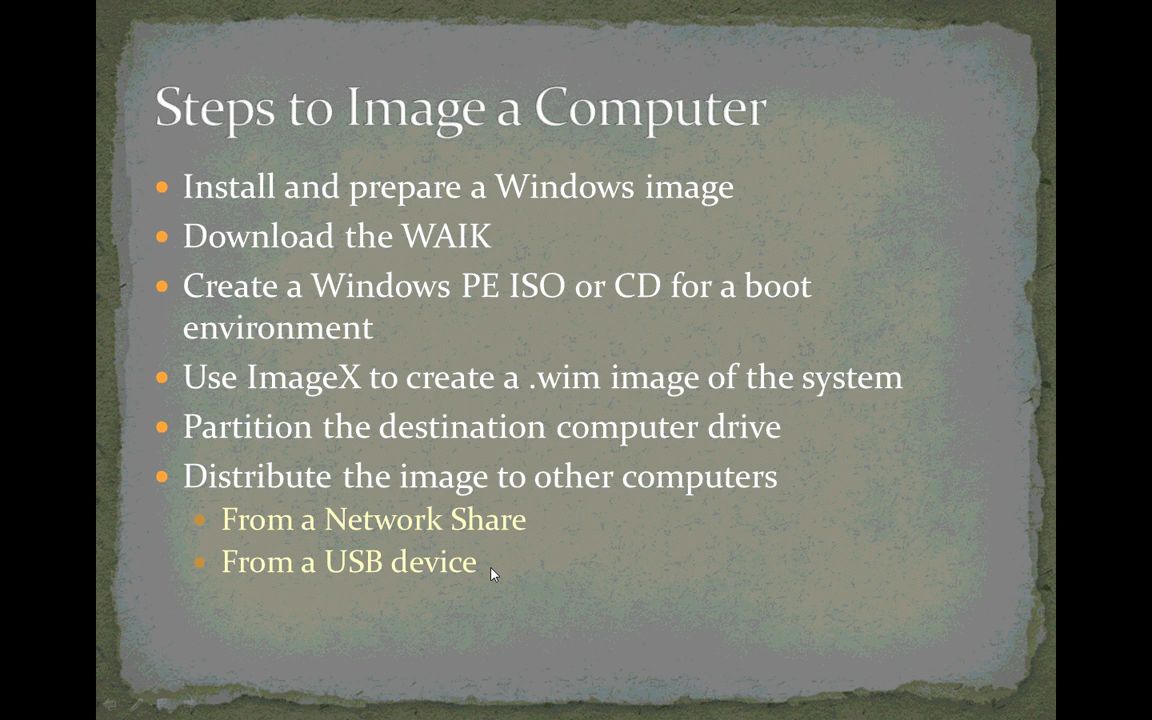 Steps to Image a Computer
Install and prepare a Windows image
Download the WAIK
Create a Windows PE ISO or CD for a boot
environment
Use ImageX to create a .wim image of the system
Partition the destination computer drive
Distribute the image to other computers
From a Network Share
From a USB device